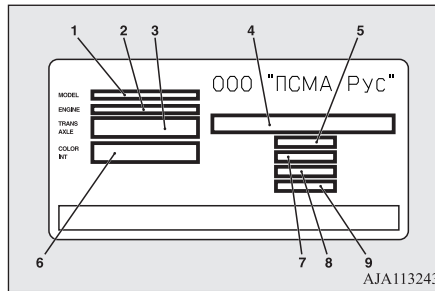 1 2 3 4 5
MODEL
ООО "ПСМА Рус"
ENGINE
TRANS
AXLE
COLOR
INT
6 7 8 9
AJA113243